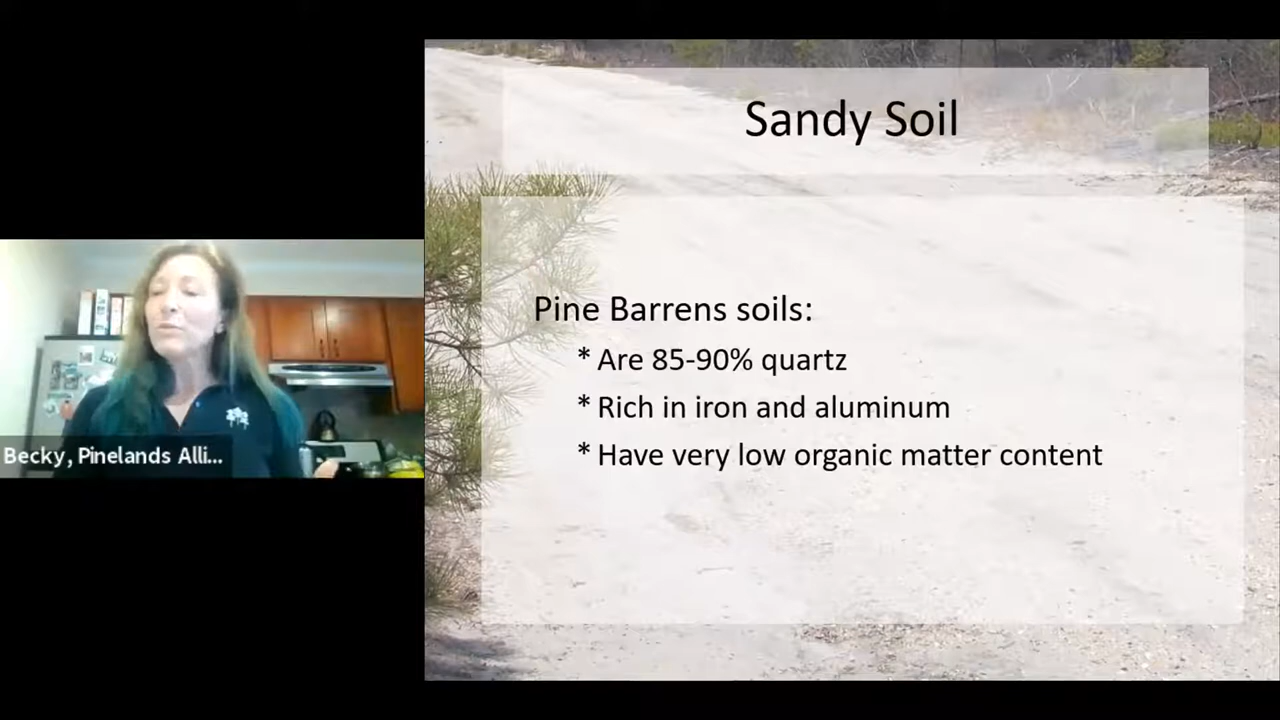 Sandy Soil
Pine Barrens soils:
* Are 85-90% quartz
* Rich in iron and aluminum
* Have very low organic matter content
Becky, Pinelands Alli...